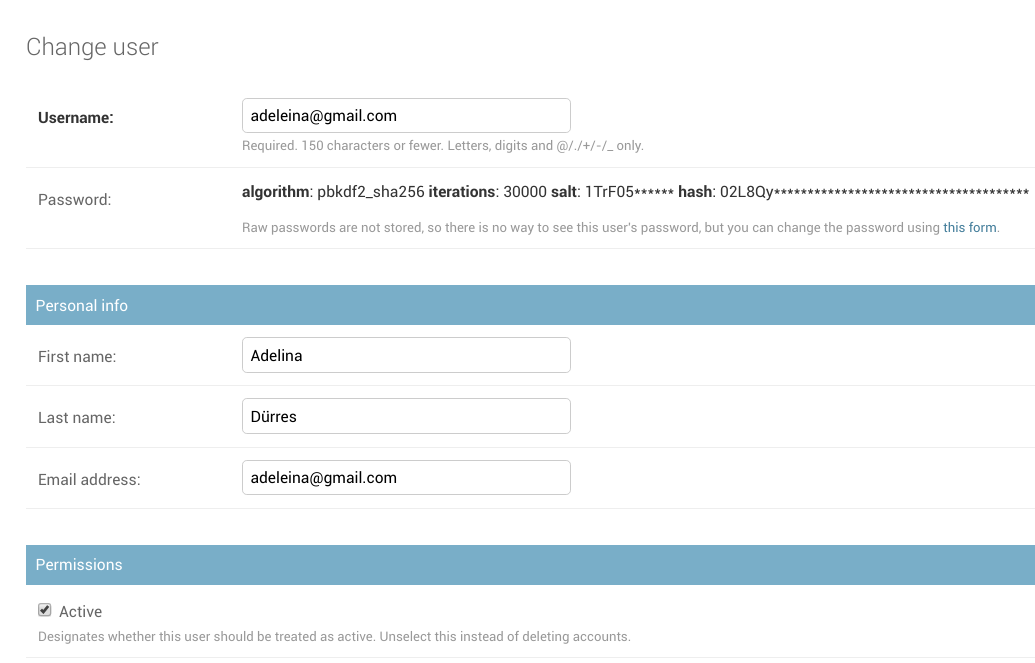 Change user
Username:
adeleina@gmail.com
Required. 150 characters or fewer. Letters, digits and @/./+/-/_ only.
Password:
algorithm: pbkdf2_sha256 iterations: 30000 salt: 1TrF05****** hash: 02L8Qy**************************************
Raw passwords are not stored, so there is no way to see this user's password, but you can change the password using this form.
Personal info
First name:
Adelina
Last name:
Dürres
Email address:
adeleina@gmail.com
Permissions
Active
Designates whether this user should be treated as active. Unselect this instead of deleting accounts.